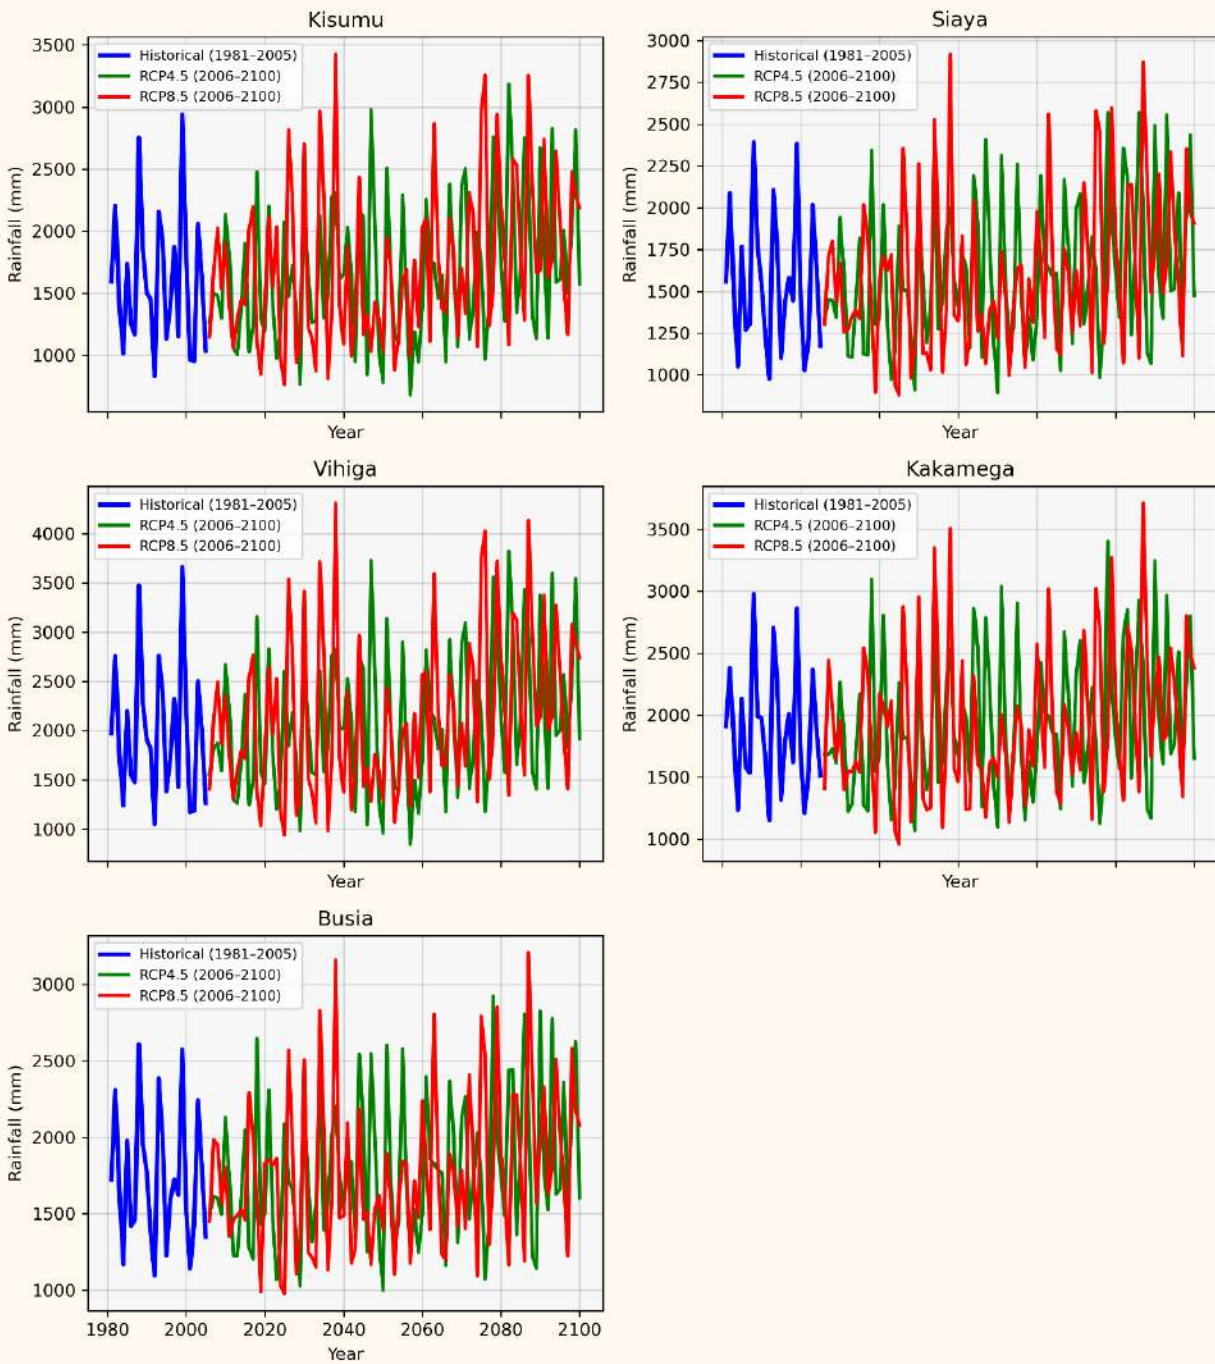 Kisumu
Rainfall (mm)
3500
3000
2500
2000
1500
1000
Historical (1981–2005)
RCP4.5 (2006–2100)
RCP8.5 (2006–2100)
Year
Siaya
Rainfall (mm)
3000
2750
2500
2250
2000
1750
1500
1250
1000
Historical (1981–2005)
RCP4.5 (2006–2100)
RCP8.5 (2006–2100)
Year
Vihiga
Rainfall (mm)
4000
3500
3000
2500
2000
1500
1000
Historical (1981–2005)
RCP4.5 (2006–2100)
RCP8.5 (2006–2100)
Year
Kakamega
Rainfall (mm)
3500
3000
2500
2000
1500
1000
Historical (1981–2005)
RCP4.5 (2006–2100)
RCP8.5 (2006–2100)
Year
Busia
Rainfall (mm)
3000
2500
2000
1500
1000
Historical (1981–2005)
RCP4.5 (2006–2100)
RCP8.5 (2006–2100)
1980 2000 2020 2040 2060 2080 2100
Year